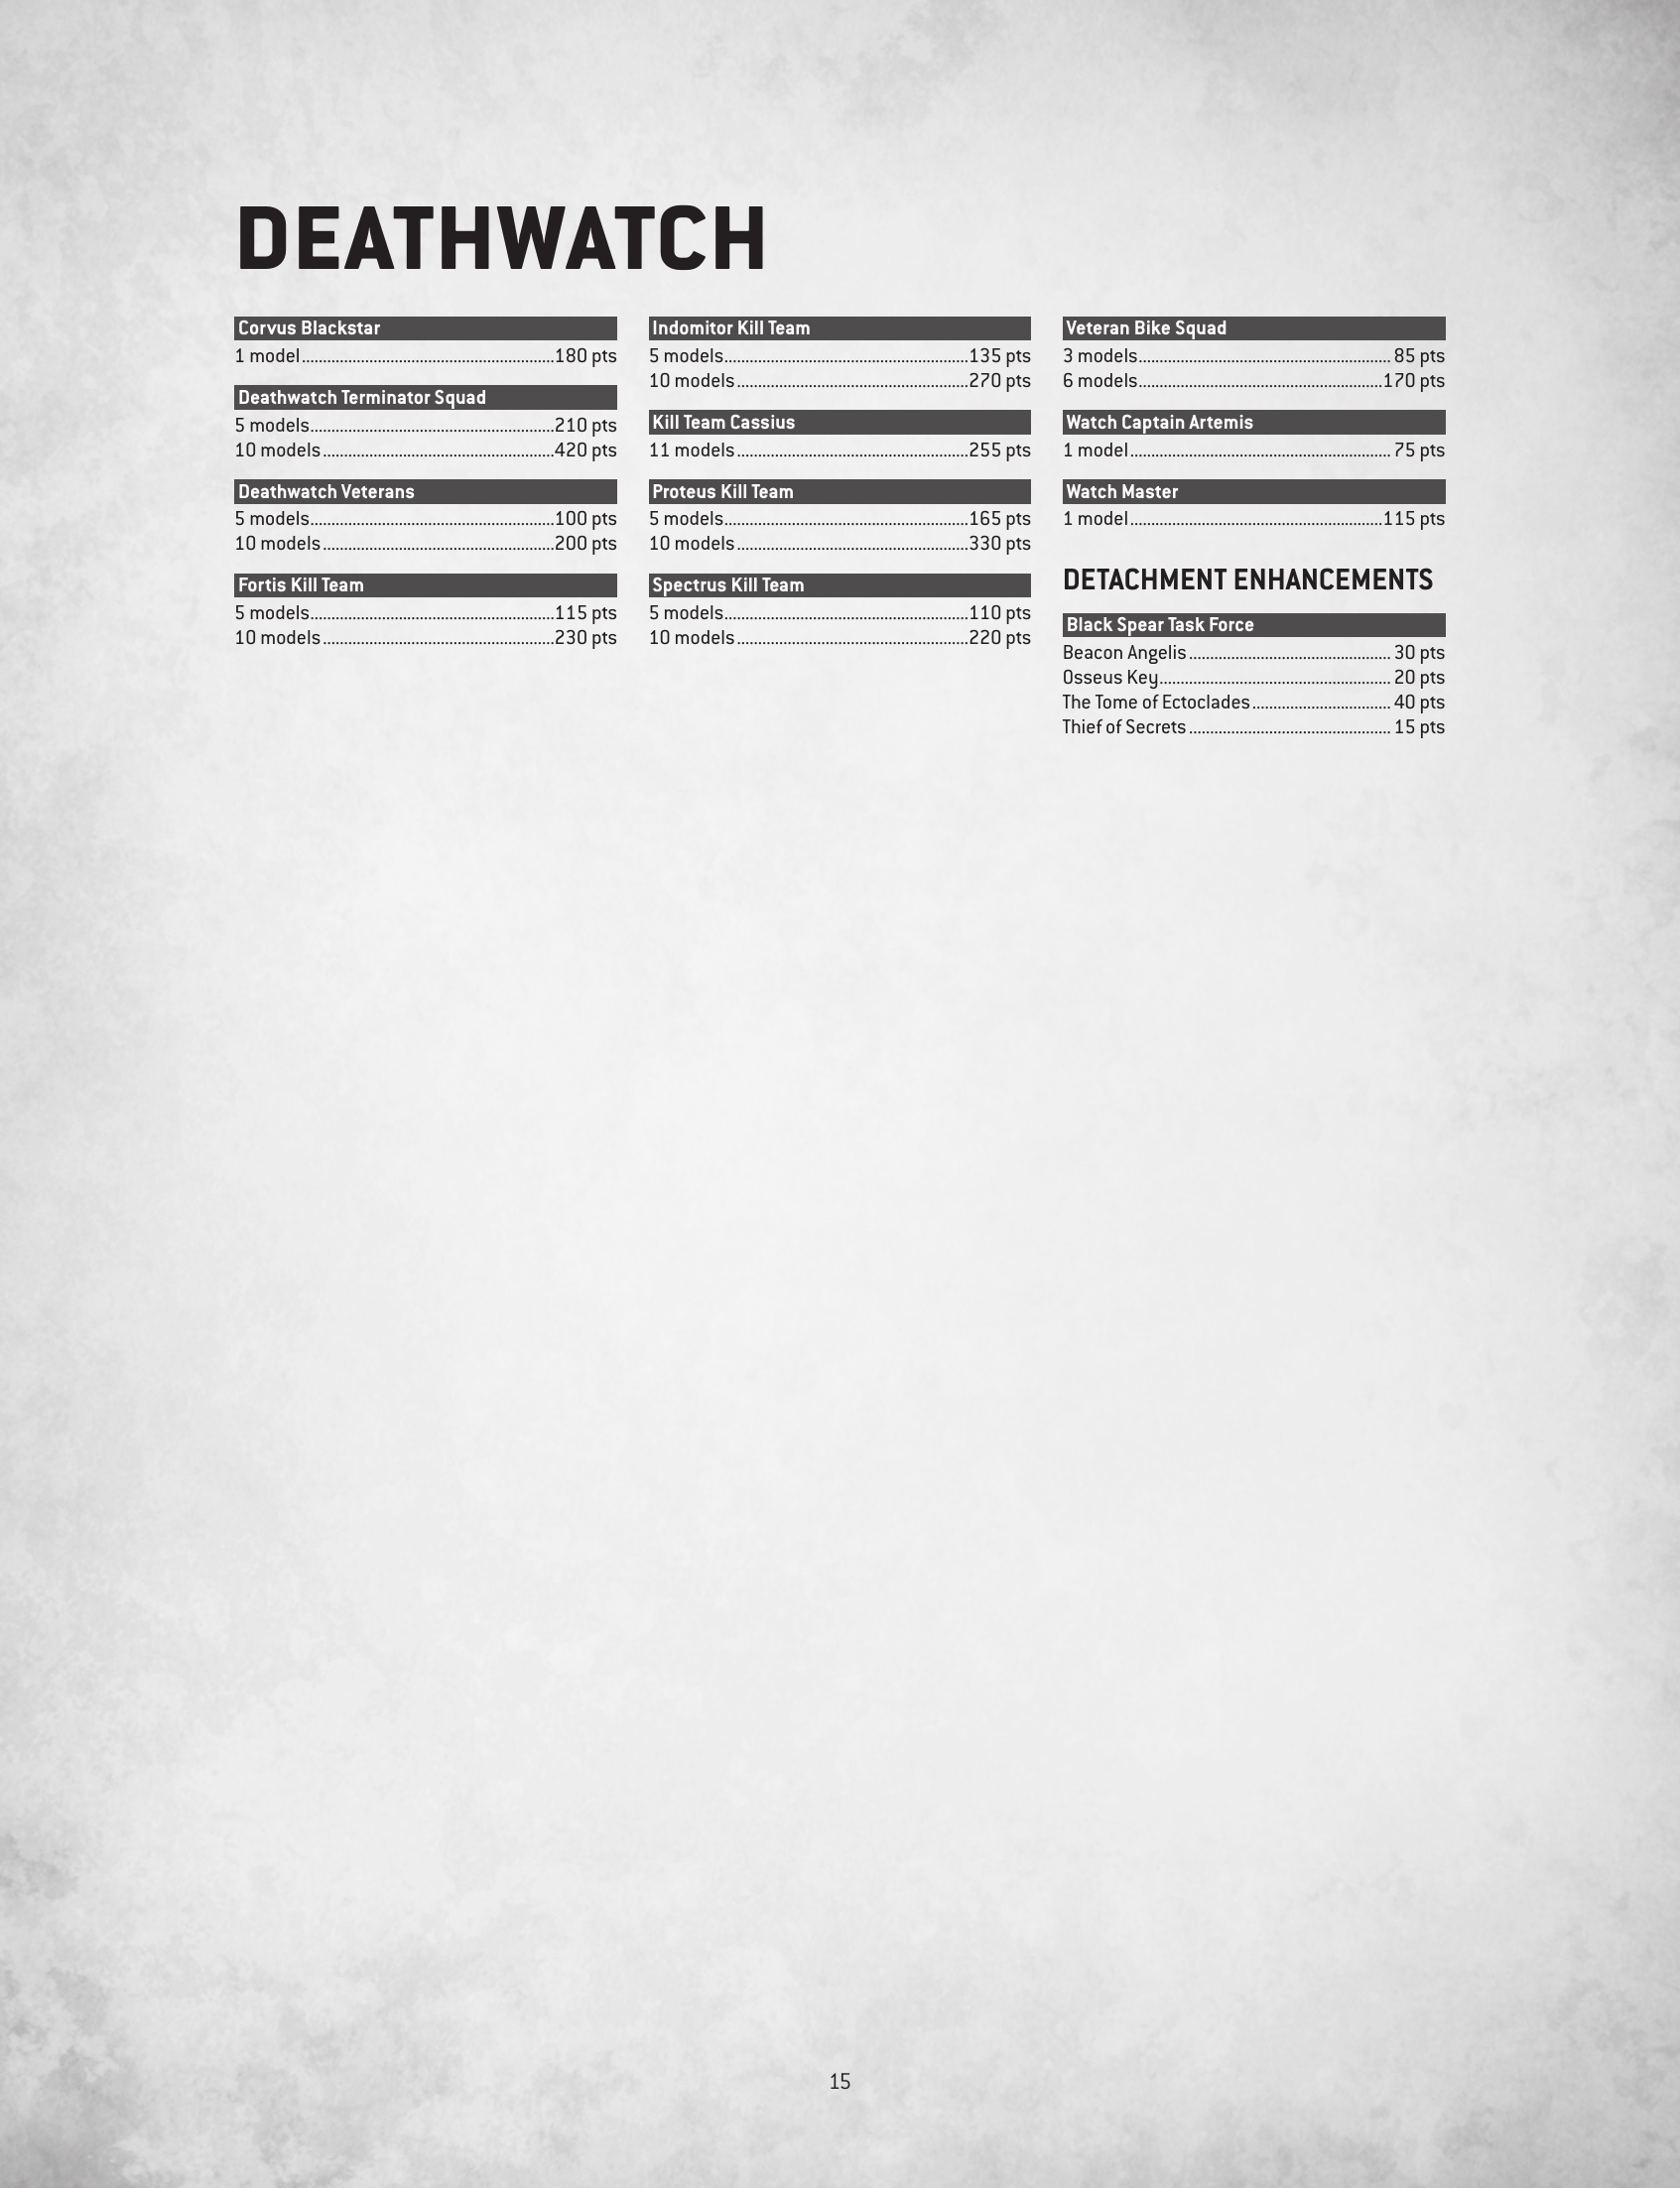 DEATHWATCH
Corvus Blackstar
1 model............180 pts
Deathwatch Terminator Squad
5 models............210 pts
10 models............420 pts
Deathwatch Veterans
5 models............100 pts
10 models............200 pts
Fortis Kill Team
5 models............115 pts
10 models............230 pts
Indomitor Kill Team
5 models............135 pts
10 models............270 pts
Kill Team Cassius
11 models............255 pts
Proteus Kill Team
5 models............165 pts
10 models............330 pts
Spectrus Kill Team
5 models............110 pts
10 models............220 pts
Veteran Bike Squad
3 models............ 85 pts
6 models............170 pts
Watch Captain Artemis
1 model............ 75 pts
Watch Master
1 model............115 pts
DETACHMENT ENHANCEMENTS
Black Spear Task Force
Beacon Angelis............ 30 pts
Osseus Key............ 20 pts
The Tome of Ectoclades............ 40 pts
Thief of Secrets............ 15 pts
15